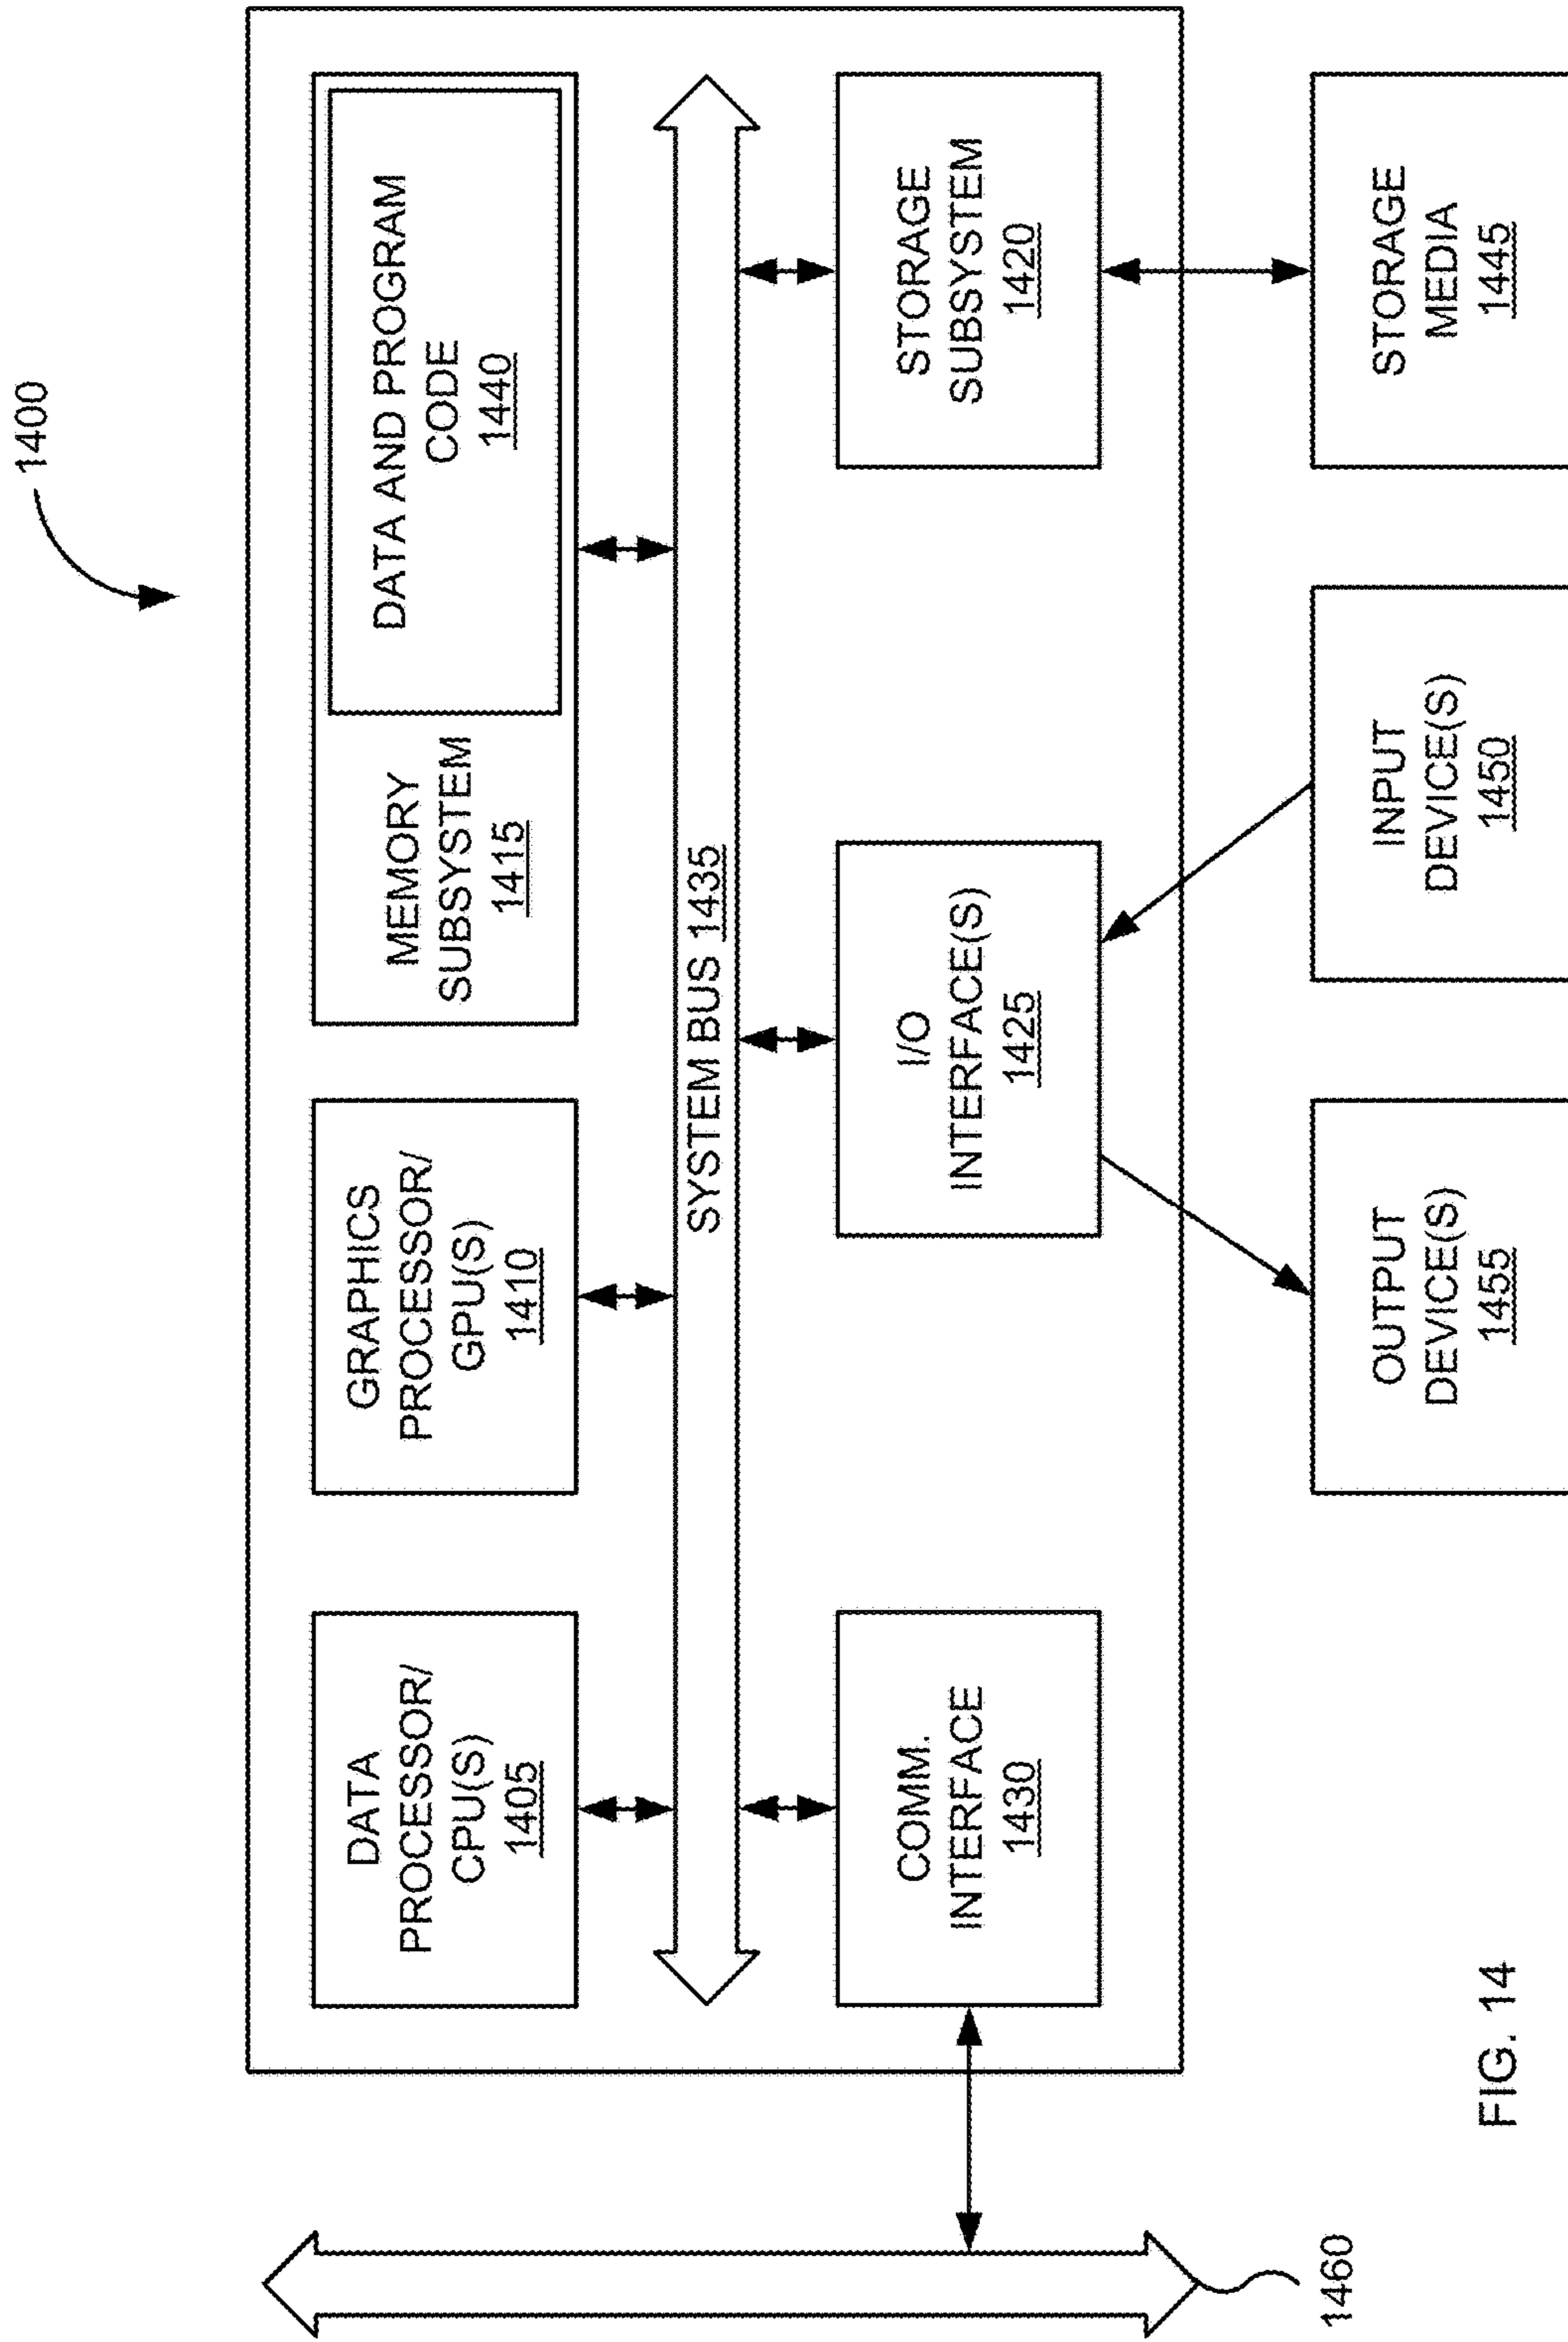 1400
DATA
PROCESSOR/
CPU(S)
1405
GRAPHICS
PROCESSOR/
GPU(S)
1410
MEMORY
SUBSYSTEM
1415
DATA AND PROGRAM
CODE
1440
SYSTEM BUS 1435
COMM.
INTERFACE
1430
I/O
INTERFACE(S)
1425
STORAGE
SUBSYSTEM
1420
1460
OUTPUT
DEVICE(S)
1455
INPUT
DEVICE(S)
1450
STORAGE
MEDIA
1445
FIG. 14